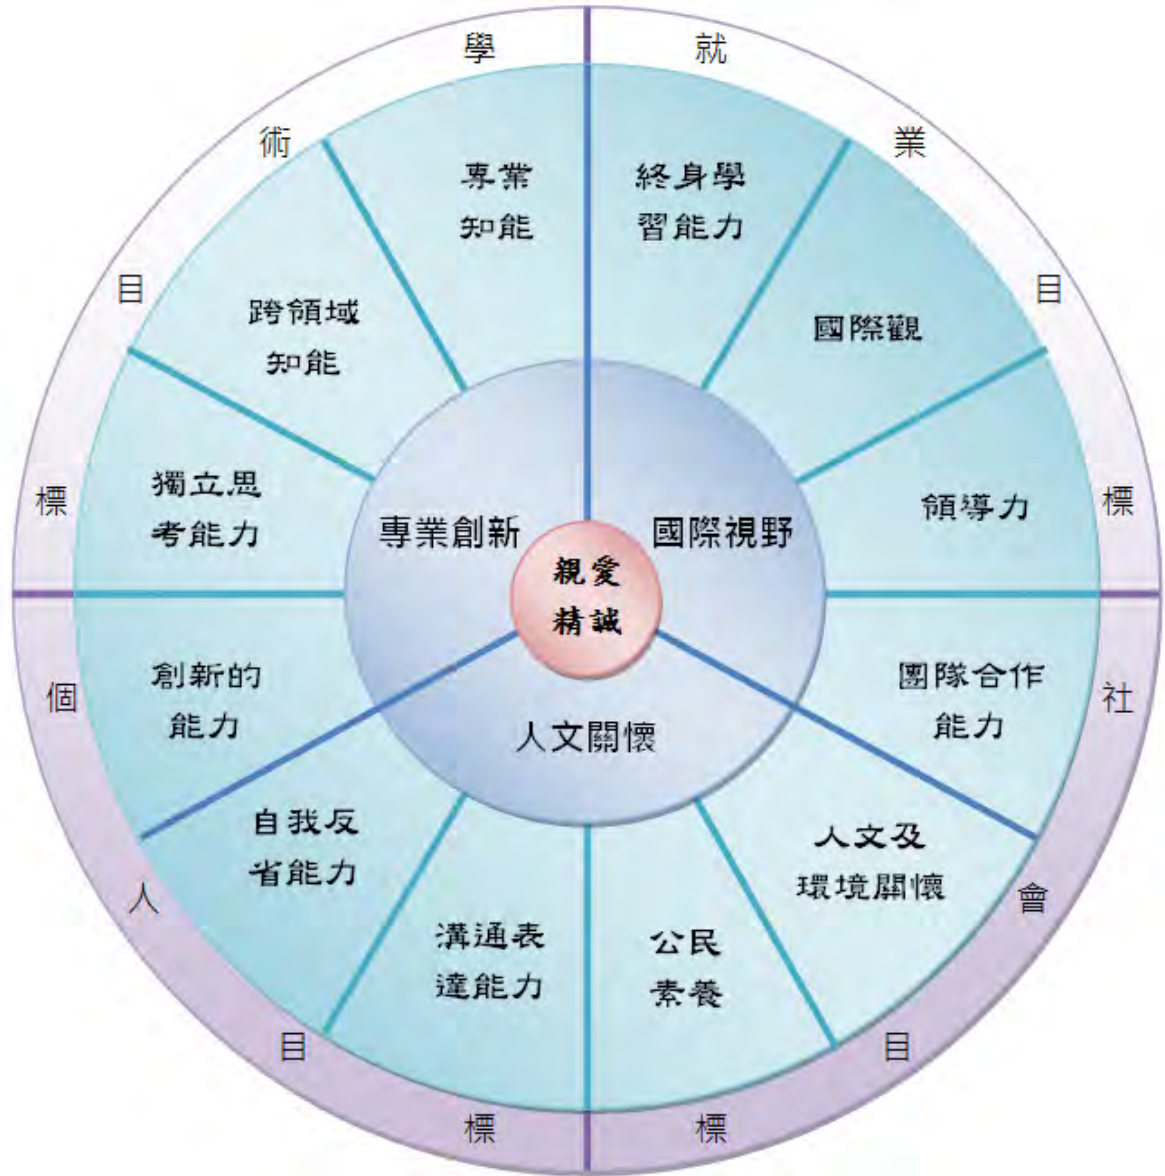 親愛
精誠
專業創新
國際視野
人文關懷
專業
知能
跨領域
知能
獨立思
考能力
創新的
能力
終身學
習能力
國際觀
領導力
團隊合作
能力
人文及
環境關懷
公民
素養
溝通表
達能力
自我反
省能力
學術目標
就業目標
社會目標
個人目標